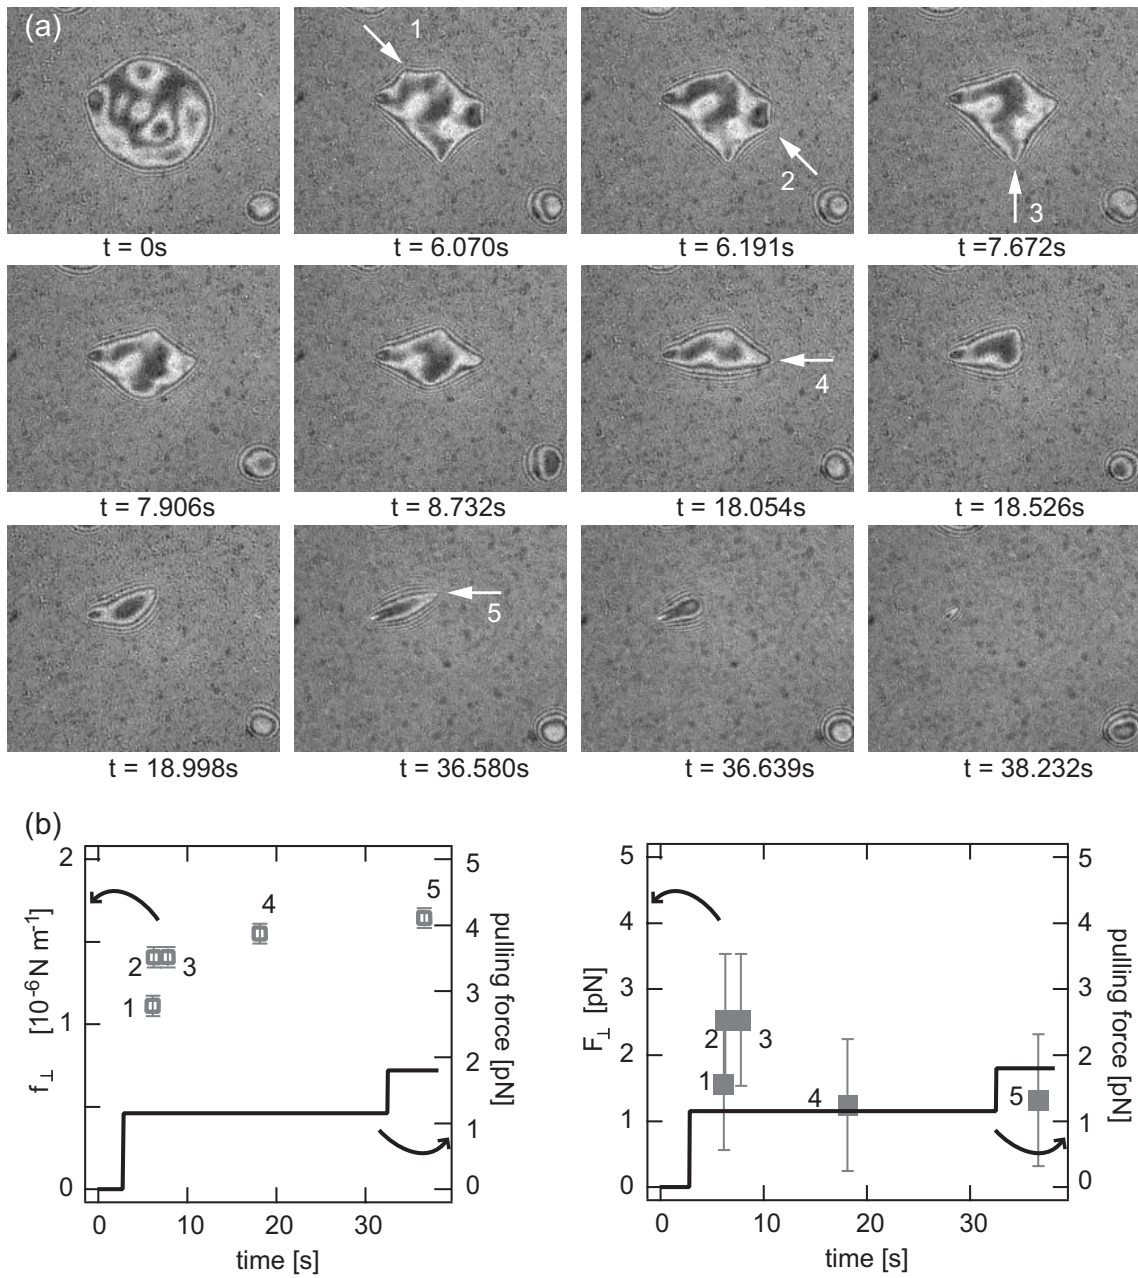 (a)
1
2
3
t = 0s
t = 6.070s
t = 6.191s
t =7.672s
4
t = 7.906s
t = 8.732s
t = 18.054s
t = 18.526s
5
t = 18.998s
t = 36.580s
t = 36.639s
t = 38.232s
(b)
2
1
0
f⊥ [10⁻⁶N m⁻¹]
5
4
3
2
1
0
pulling force [pN]
1
2
3
4
5
0
10
20
30
time [s]
5
4
3
2
1
0
F⊥ [pN]
5
4
3
2
1
0
pulling force [pN]
1
2
3
4
5
0
10
20
30
time [s]